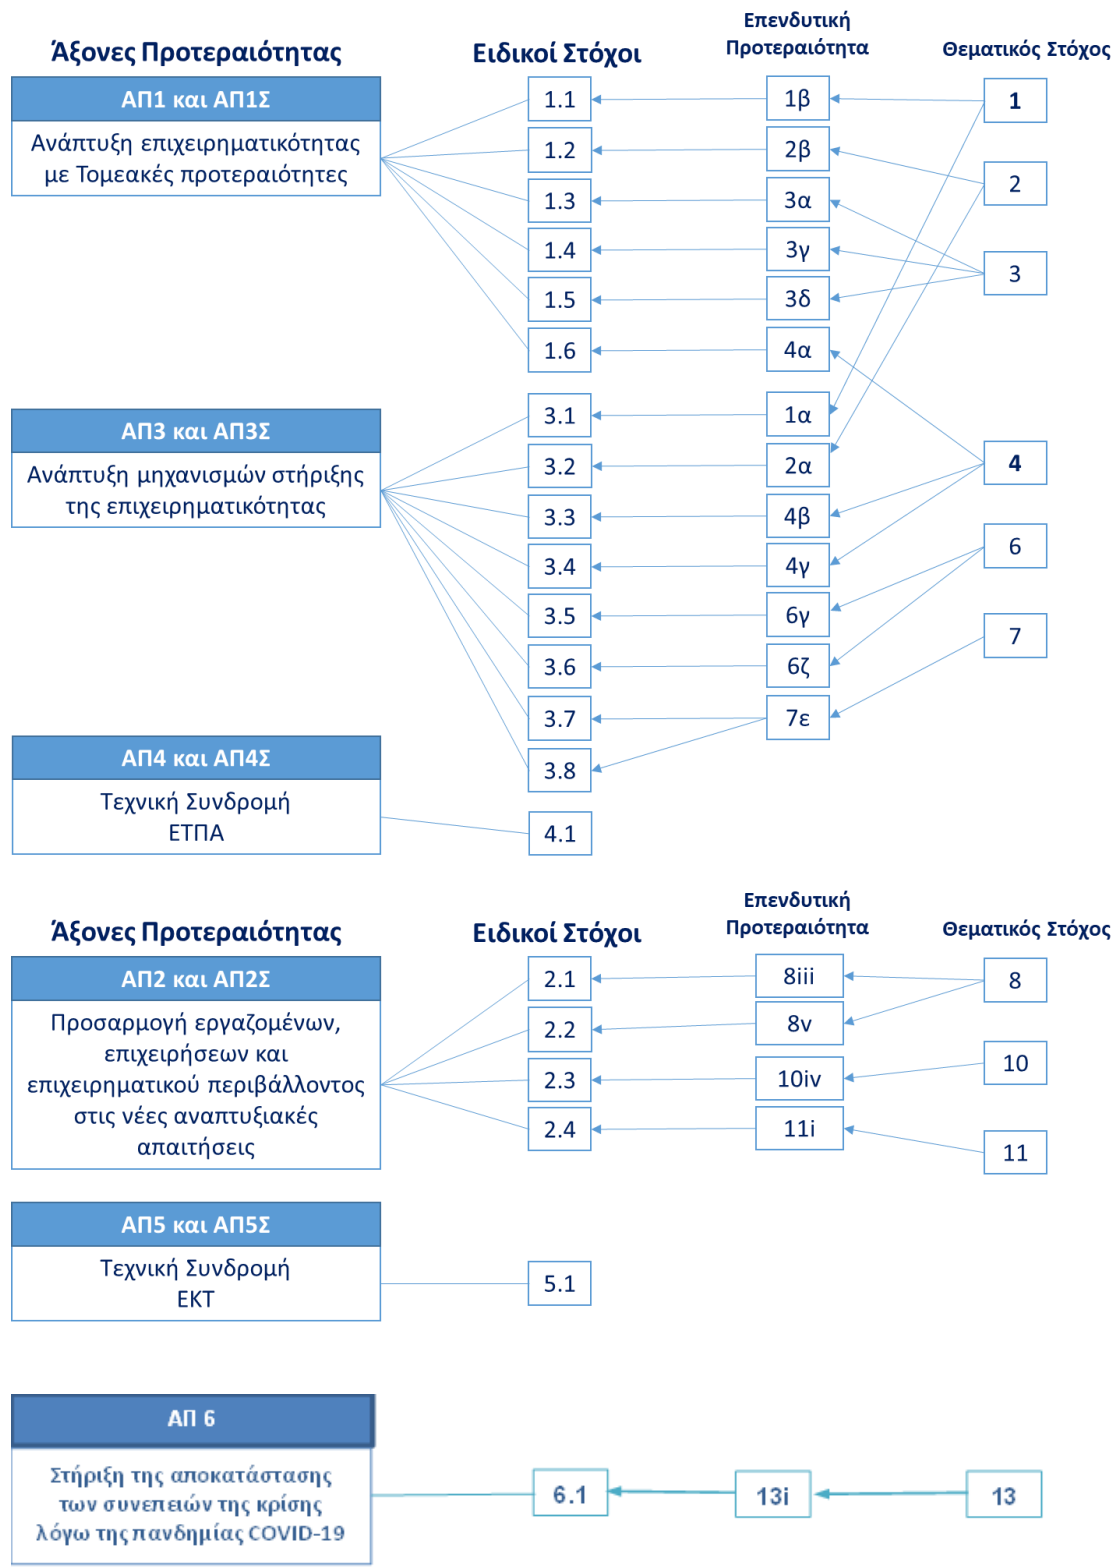 Επενδυτική
Άξονες Προτεραιότητας Ειδικοί Στόχοι Προτεραιότητα Θεματικός Στόχος
ΑΠ1 και ΑΠ1Σ 1.1 1β 1
Ανάπτυξη επιχειρηματικότητας 1.2 2β 2
με Τομεακές προτεραιότητες
1.3 3α
1.4 3γ 3
1.5 3δ
1.6 4α
ΑΠ3 και ΑΠ3Σ 3.1 1α
Ανάπτυξη μηχανισμών στήριξης 3.2 2α 4
της επιχειρηματικότητας 3.3 4β
3.4 4γ 6
3.5 6γ 7
3.6 6ζ
3.7 7ε
ΑΠ4 και ΑΠ4Σ 3.8
Τεχνική Συνδρομή
ΕΤΠΑ 4.1
Επενδυτική
Άξονες Προτεραιότητας Ειδικοί Στόχοι Προτεραιότητα Θεματικός Στόχος
ΑΠ2 και ΑΠ2Σ 2.1 8iii 8
Προσαρμογή εργαζομένων, 2.2 8v
επιχειρήσεων και
επιχειρηματικού περιβάλλοντος 2.3 10iv 10
στις νέες αναπτυξιακές 2.4 11i
απαιτήσεις 11
ΑΠ5 και ΑΠ5Σ
Τεχνική Συνδρομή 5.1
ΕΚΤ
ΑΠ 6
Στήριξη της αποκατάστασης
των συνεπειών της κρίσης 6.1 13i 13
λόγω της πανδημίας COVID-19